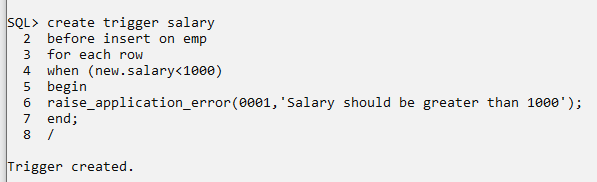 SQL> create trigger salary
2 before insert on emp
3 for each row
4 when (new.salary<1000)
5 begin
6 raise_application_error(0001,'Salary should be greater than 1000');
7 end;
8 /
Trigger created.